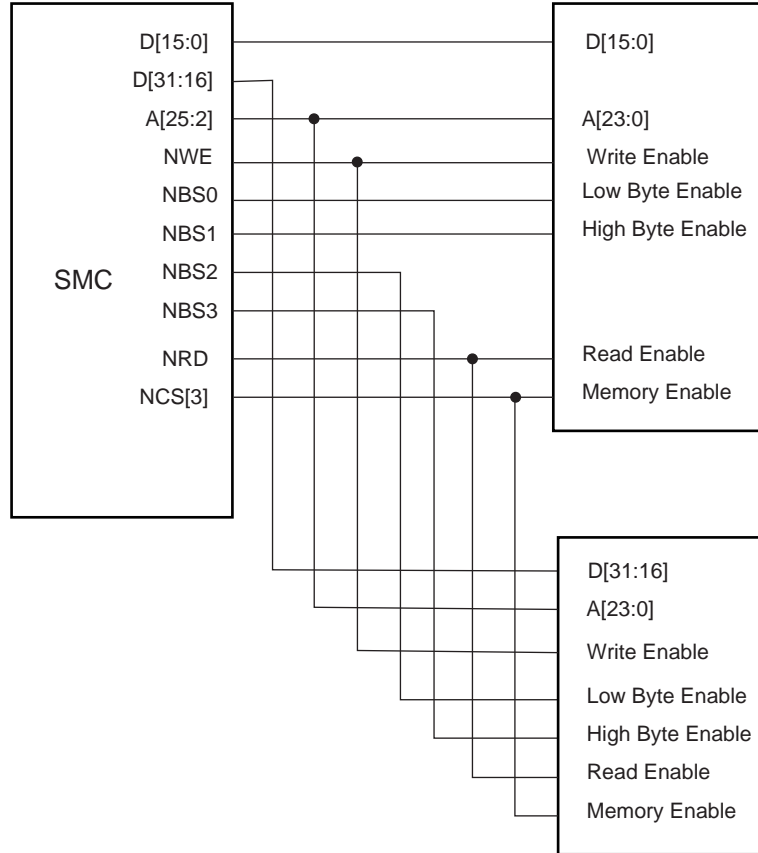 D[15:0]
D[31:16]
A[25:2]
NWE
NBS0
NBS1
NBS2
NBS3
NRD
NCS[3]
SMC
D[15:0]
A[23:0]
Write Enable
Low Byte Enable
High Byte Enable
Read Enable
Memory Enable
D[31:16]
A[23:0]
Write Enable
Low Byte Enable
High Byte Enable
Read Enable
Memory Enable